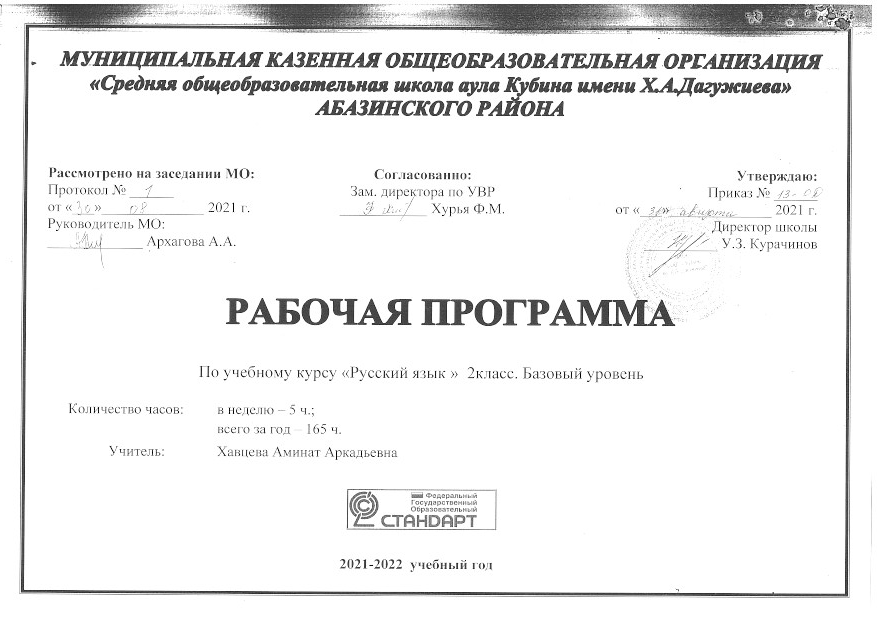 МУНИЦИПАЛЬНАЯ КАЗЕННАЯ ОБЩЕОБРАЗОВАТЕЛЬНАЯ ОРГАНИЗАЦИЯ
«Средняя общеобразовательная школа аула Кубина имени Х.А.Дагужиева»
АБАЗИНСКОГО РАЙОНА
Рассмотрено на заседании МО:
Протокол № 1
от «30» 08 2021 г.
Руководитель МО:
Архагова А.А.
Согласованно:
Зам. директора по УВР
Хурья Ф.М.
Утверждаю:
Приказ № 13-ОД
от « » августа 2021 г.
Директор школы
У.З. Курачинов
РАБОЧАЯ ПРОГРАММА
По учебному курсу «Русский язык » 2класс. Базовый уровень
Количество часов: в неделю – 5 ч.;
всего за год – 165 ч.
Учитель: Хавцева Аминат Аркадьевна
Федеральный
Государственный
Образовательный
СТАНДАРТ
2021-2022 учебный год